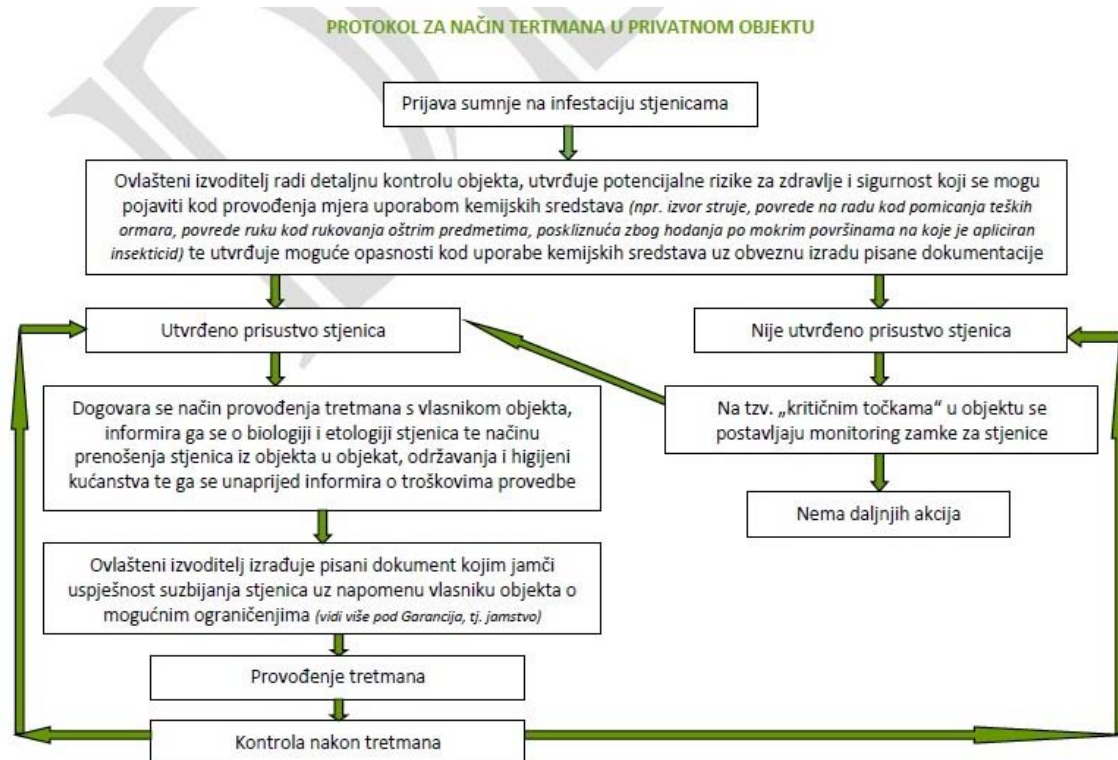 PROTOKOL ZA NAČIN TERTMANA U PRIVATNOM OBJEKTU
Prijava sumnje na infestaciju stjenicama
Ovlašteni izvoditelj radi detaljnu kontrolu objekta, utvrđuje potencijalne rizike za zdravlje i sigurnost koji se mogu
pojaviti kod provođenja mjera uporabom kemijskih sredstava (npr. izvor struje, povrede na radu kod pomicanja teških
ormara, povrede ruku kod rukovanja oštrim predmetima, poskliznuća zbog hodanja po mokrim površinama na koje je apliciran
insekticid) te utvrđuje moguće opasnosti kod uporabe kemijskih sredstava uz obveznu izradu pisane dokumentacije
Utvrđeno prisustvo stjenica
Nije utvrđeno prisustvo stjenica
Dogovara se način provođenja tretmana s vlasnikom objekta,
informira ga se o biologiji i etologiji stjenica te načinu
prenošenja stjenica iz objekta u objekat, održavanja i higijeni
kućanstva te ga se unaprijed informira o troškovima provedbe
Na tzv. „kritičnim točkama“ u objektu se
postavljaju monitoring zamke za stjenice
Nema daljnjih akcija
Ovlašteni izvoditelj izrađuje pisani dokument kojim jamči
uspješnost suzbijanja stjenica uz napomenu vlasniku objekta o
mogućnim ograničenjima (vidi više pod Garancija, tj. jamstvo)
Provođenje tretmana
Kontrola nakon tretmana